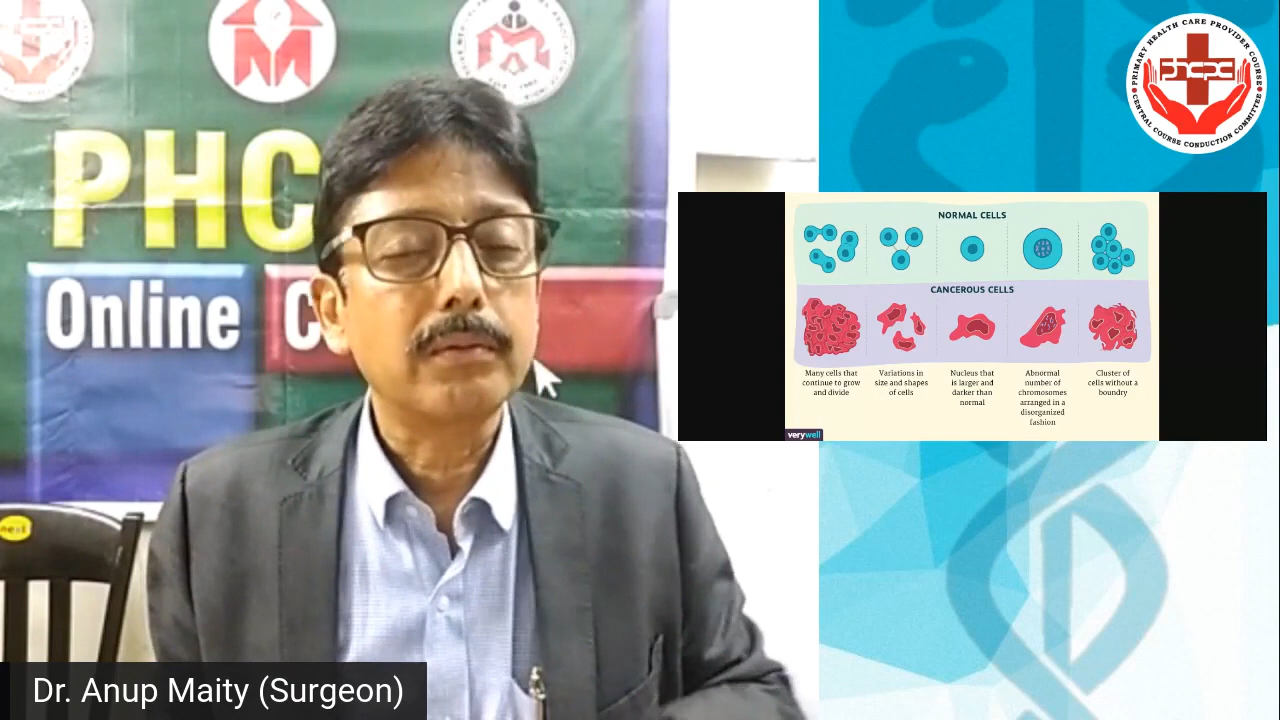 PHC
Online C
next
PRIMARY HEALTH CARE PROVIDER COURSE
CENTRAL COURSE CONDUCTION COMMITTEE
phcpc
NORMAL CELLS
CANCEROUS CELLS
Many cells that
continue to grow
and divide
Variations in
size and shapes
of cells
Nucleus that
is larger and
darker than
normal
Abnormal
number of
chromosomes
arranged in a
disorganized
fashion
Cluster of
cells without a
boundry
verywell
Dr. Anup Maity (Surgeon)